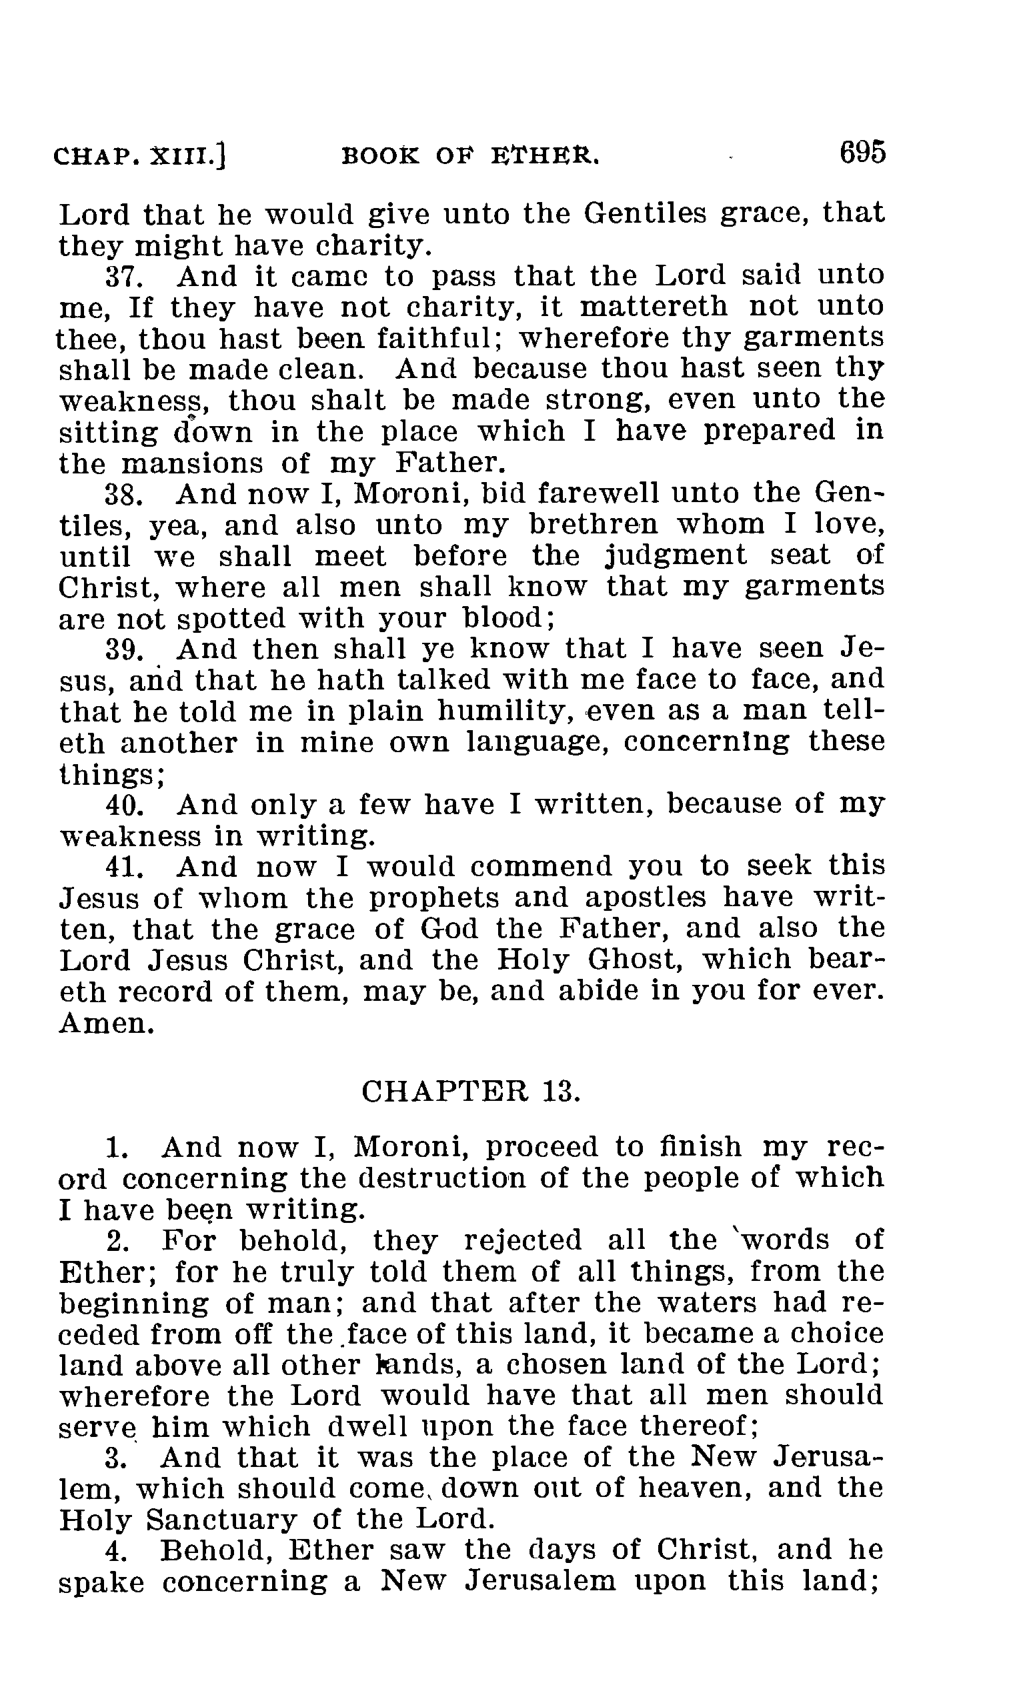 CHAP. XIII.] BOOK OF ETHER. 695
Lord that he would give unto the Gentiles grace, that
they might have charity.
37. And it came to pass that the Lord said unto
me, If they have not charity, it mattereth not unto
thee, thou hast been faithful; wherefore thy garments
shall be made clean. And because thou hast seen thy
weakness, thou shalt be made strong, even unto the
sitting down in the place which I have prepared in
the mansions of my Father.
38. And now I, Moroni, bid farewell unto the Gen-
tiles, yea, and also unto my brethren whom I love,
until we shall meet before the judgment seat of
Christ, where all men shall know that my garments
are not spotted with your blood;
39. And then shall ye know that I have seen Je-
sus, and that he hath talked with me face to face, and
that he told me in plain humility, even as a man tell-
eth another in mine own language, concerning these
things;
40. And only a few have I written, because of my
weakness in writing.
41. And now I would commend you to seek this
Jesus of whom the prophets and apostles have writ-
ten, that the grace of God the Father, and also the
Lord Jesus Christ, and the Holy Ghost, which bear-
eth record of them, may be, and abide in you for ever.
Amen.
CHAPTER 13.
1. And now I, Moroni, proceed to finish my rec-
ord concerning the destruction of the people of which
I have been writing.
2. For behold, they rejected all the words of
Ether; for he truly told them of all things, from the
beginning of man; and that after the waters had re-
ceded from off the face of this land, it became a choice
land above all other lands, a chosen land of the Lord;
wherefore the Lord would have that all men should
serve him which dwell upon the face thereof;
3. And that it was the place of the New Jerusa-
lem, which should come down out of heaven, and the
Holy Sanctuary of the Lord.
4. Behold, Ether saw the days of Christ, and he
spake concerning a New Jerusalem upon this land;